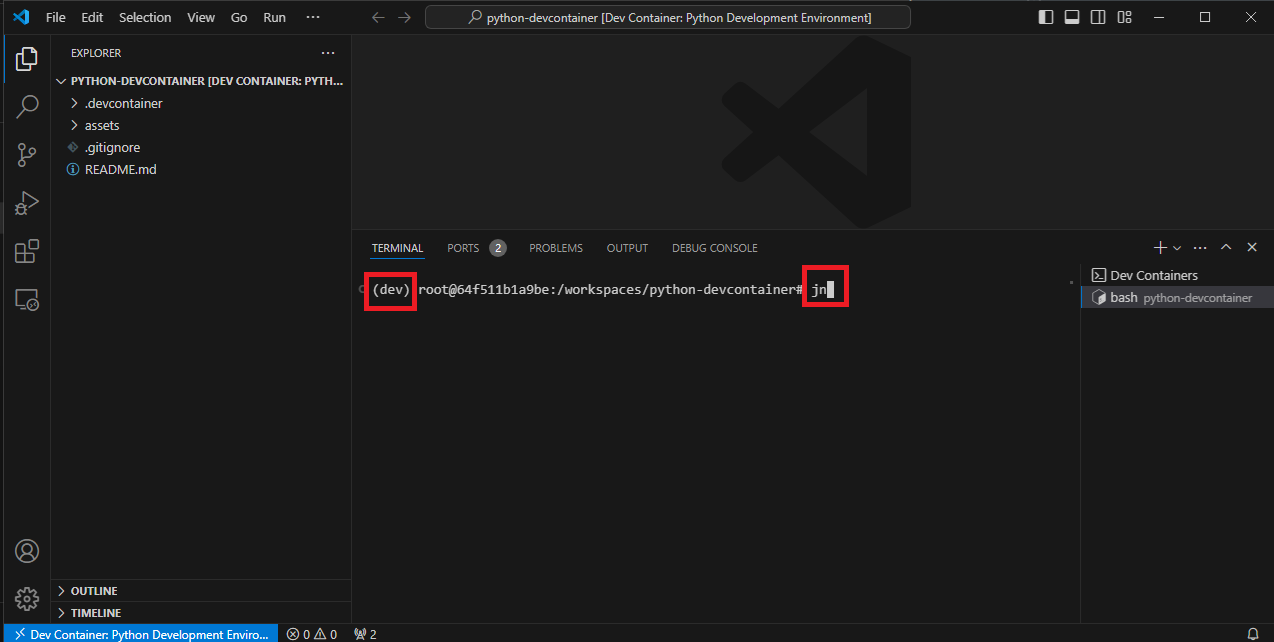 File Edit Selection View Go Run ··· python-devcontainer [Dev Container: Python Development Environment]
EXPLORER
PYTHON-DEVCONTAINER [DEV CONTAINER: PYTH...
.devcontainer
assets
.gitignore
README.md
OUTLINE
TIMELINE
TERMINAL PORTS 2 PROBLEMS OUTPUT DEBUG CONSOLE
(dev) root@64f511b1a9be:/workspaces/python-devcontainer# jn
Dev Containers
bash python-devcontainer
Dev Container: Python Development Enviro... 0 0 2